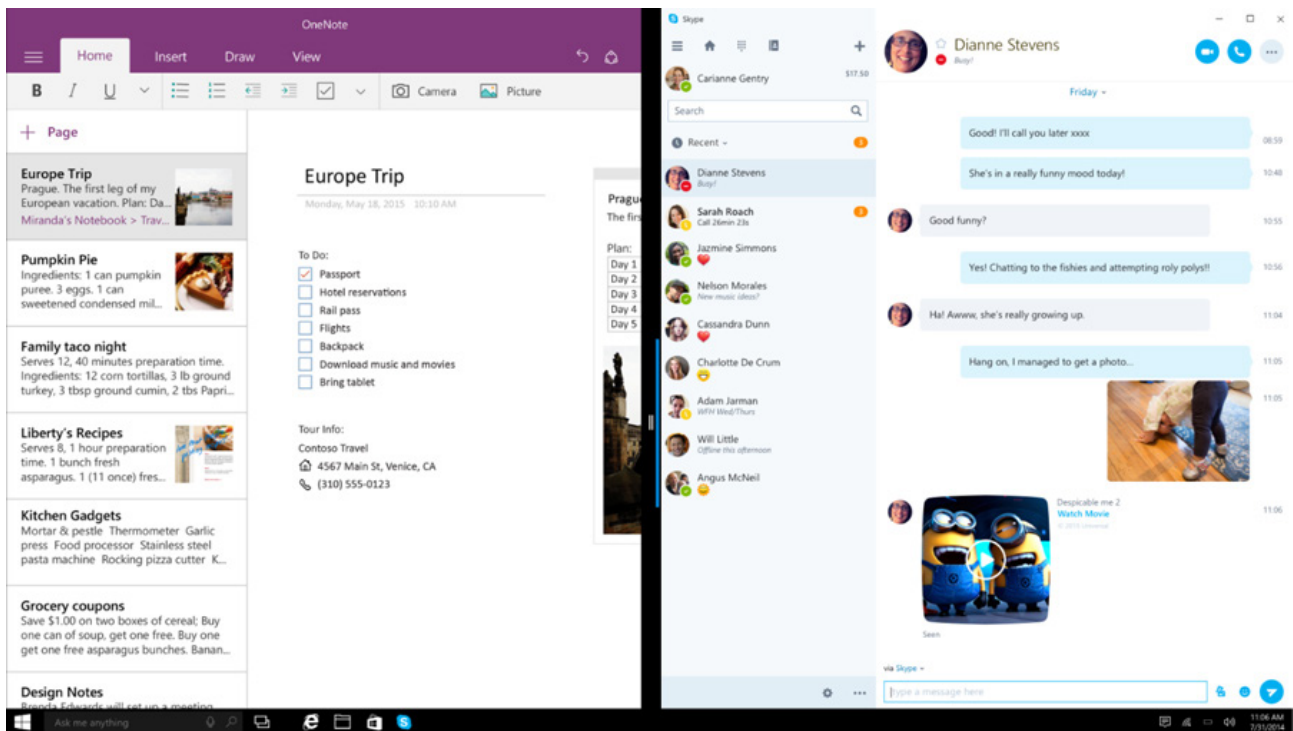 OneNote
Home Insert Draw View
B I U Camera Picture
+ Page
Europe Trip
Prague. The first leg of my
European vacation. Plan: Da...
Miranda's Notebook > Trav...
Pumpkin Pie
Ingredients: 1 can pumpkin
puree. 3 eggs. 1 can
sweetened condensed mil...
Family taco night
Serves 12, 40 minutes preparation time.
Ingredients: 12 corn tortillas, 3 lb ground
turkey, 3 tbsp ground cumin, 2 tbs Papri...
Liberty's Recipes
Serves 8, 1 hour preparation
time. 1 bunch fresh
asparagus. 1 (11 once) fres...
Kitchen Gadgets
Mortar & pestle Thermometer Garlic
press Food processor Stainless steel
pasta machine Rocking pizza cutter K...
Grocery coupons
Save $1.00 on two boxes of cereal; Buy
one can of soup, get one free. Buy one
get one free asparagus bunches. Banan...
Design Notes
Brenda Edwards will set up a meeting
Europe Trip
Monday, May 18, 2015 10:10 AM
To Do:
Passport
Hotel reservations
Rail pass
Flights
Backpack
Download music and movies
Bring tablet
Tour Info:
Contoso Travel
4567 Main St, Venice, CA
(310) 555-0123
Pragu
The firs
Plan:
Day 1
Day 2
Day 3
Day 4
Day 5
Skype
Carianne Gentry $17.50
Search
Recent 3
Dianne Stevens
Busy!
Sarah Roach 3
Call 26min 23s
Jazmine Simmons
Nelson Morales
New music ideas?
Cassandra Dunn
Charlotte De Crum
Adam Jarman
WFH Wed/Thurs
Will Little
Offline this afternoon
Angus McNeil
Dianne Stevens
Busy!
Friday
Good! I'll call you later xxxx 08:59
She's in a really funny mood today! 10:48
Good funny? 10:55
Yes! Chatting to the fishies and attempting roly polys!! 10:56
Ha! Awww, she's really growing up. 11:04
Hang on, I managed to get a photo... 11:05
11:05
Despicable me 2 11:06
Watch Movie
Seen
via Skype
Type a message here
Ask me anything
11:06 AM
7/31/2014